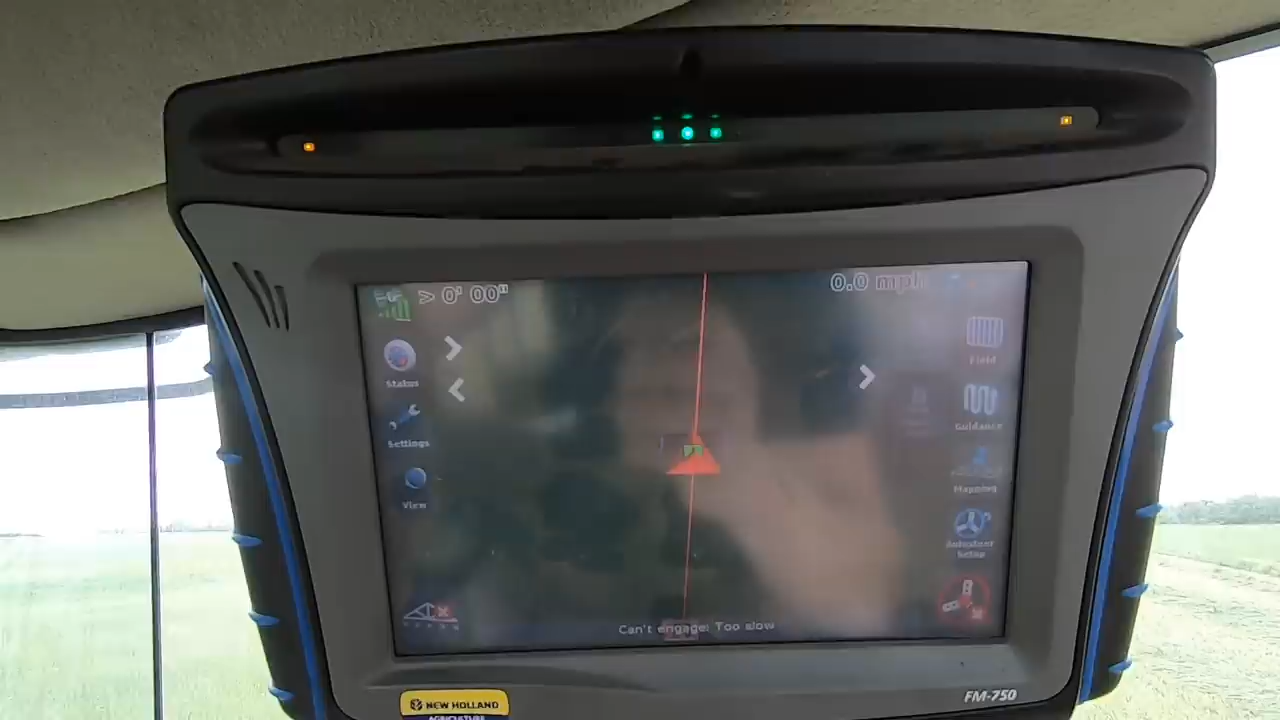 > 0' 00"
0.0 mph
Status
Settings
View
Field
Guidance
Mapping
Autosteer
Setup
Can't engage: Too slow
NEW HOLLAND
AGRICULTURE
FM-750